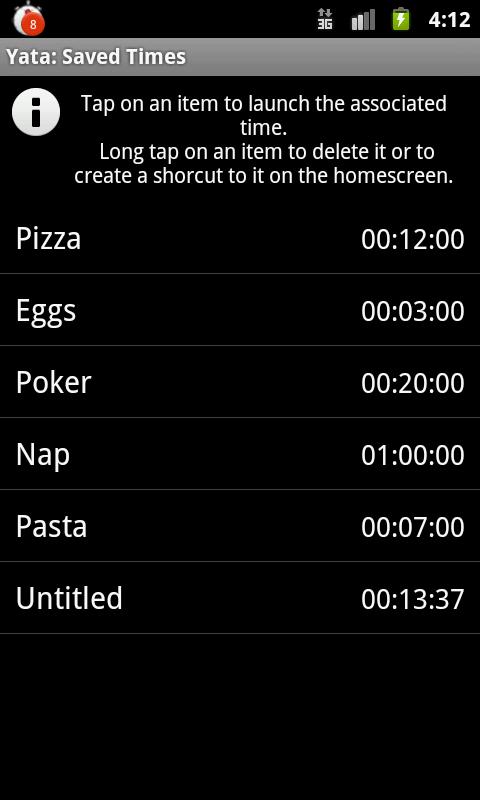 8 3G 4:12
Yata: Saved Times
Tap on an item to launch the associated
time.
Long tap on an item to delete it or to
create a shorcut to it on the homescreen.
Pizza 00:12:00
Eggs 00:03:00
Poker 00:20:00
Nap 01:00:00
Pasta 00:07:00
Untitled 00:13:37